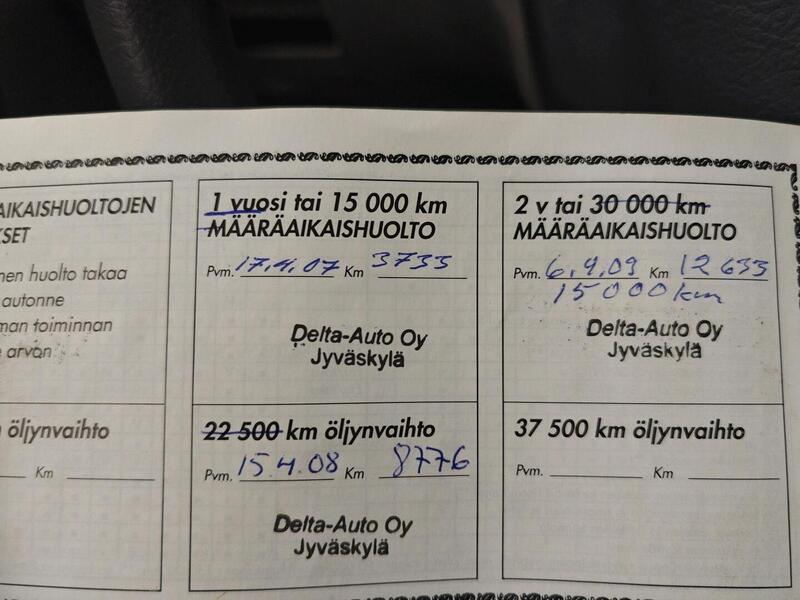 AIKAISHUOLTOJEN
SET
nen huolto takaa
autonne
man toiminnan
arvon
öljynvaihto
Km
1 vuosi tai 15 000 km
MÄÄRÄAIKAISHUOLTO
Pvm. 17.4.07 Km 3733
Delta-Auto Oy
Jyväskylä
22 500 km öljynvaihto
Pvm. 15.4.08 Km 8776
Delta-Auto Oy
Jyväskylä
2 v tai 30 000 km
MÄÄRÄAIKAISHUOLTO
Pvm. 6.4.09 Km 12 633
15 000 km
Delta-Auto Oy
Jyväskylä
37 500 km öljynvaihto
Pvm. Km